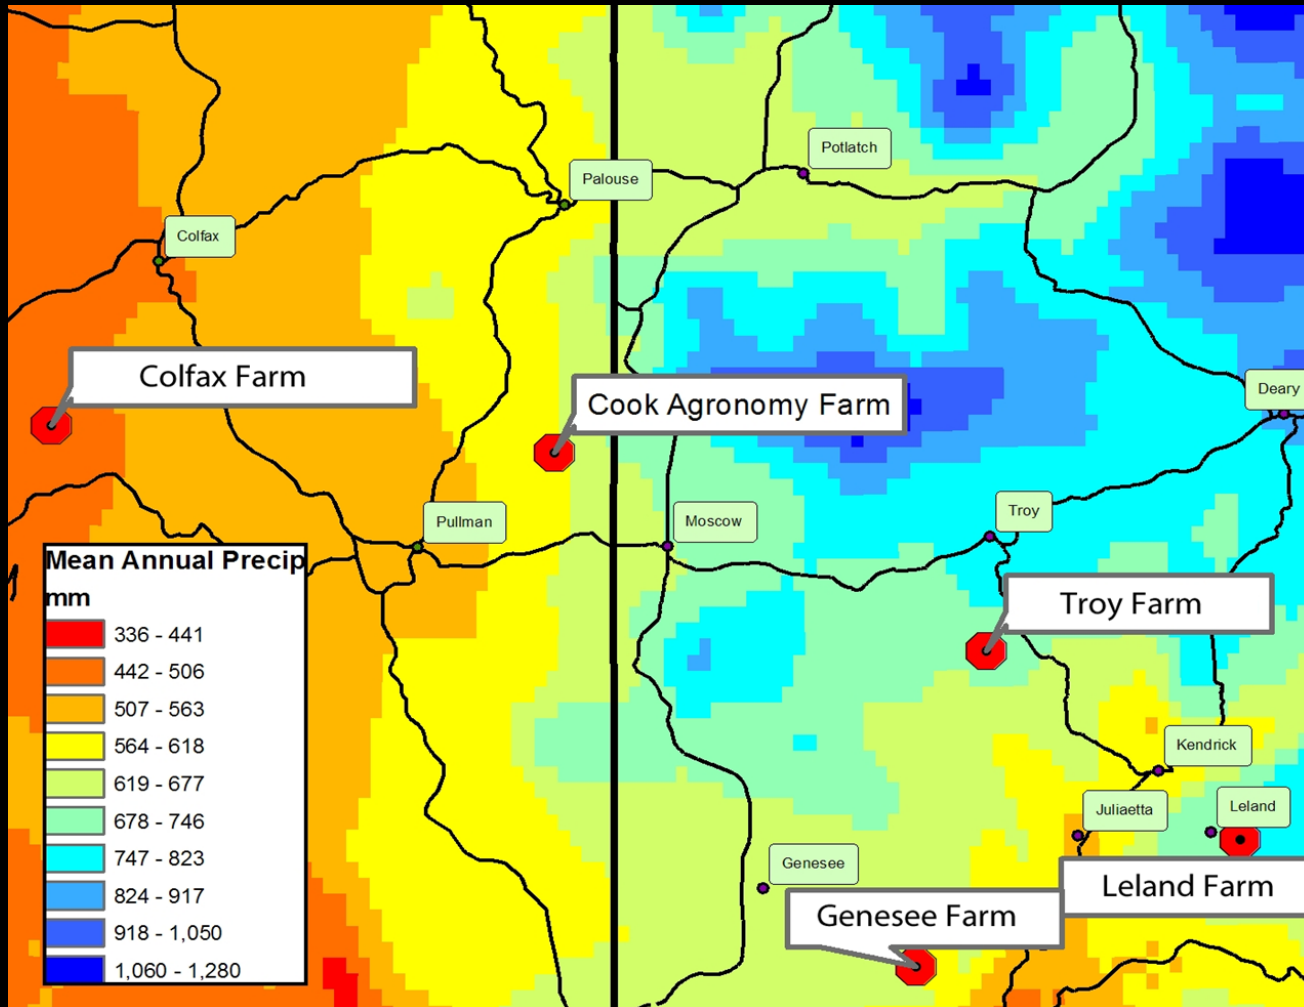 Potlatch
Palouse
Colfax
Colfax Farm
Cook Agronomy Farm
Deary
Pullman
Moscow
Troy
Troy Farm
Kendrick
Juliaetta
Leland
Genesee
Leland Farm
Genesee Farm
Mean Annual Precip
mm
336 - 441
442 - 506
507 - 563
564 - 618
619 - 677
678 - 746
747 - 823
824 - 917
918 - 1,050
1,060 - 1,280